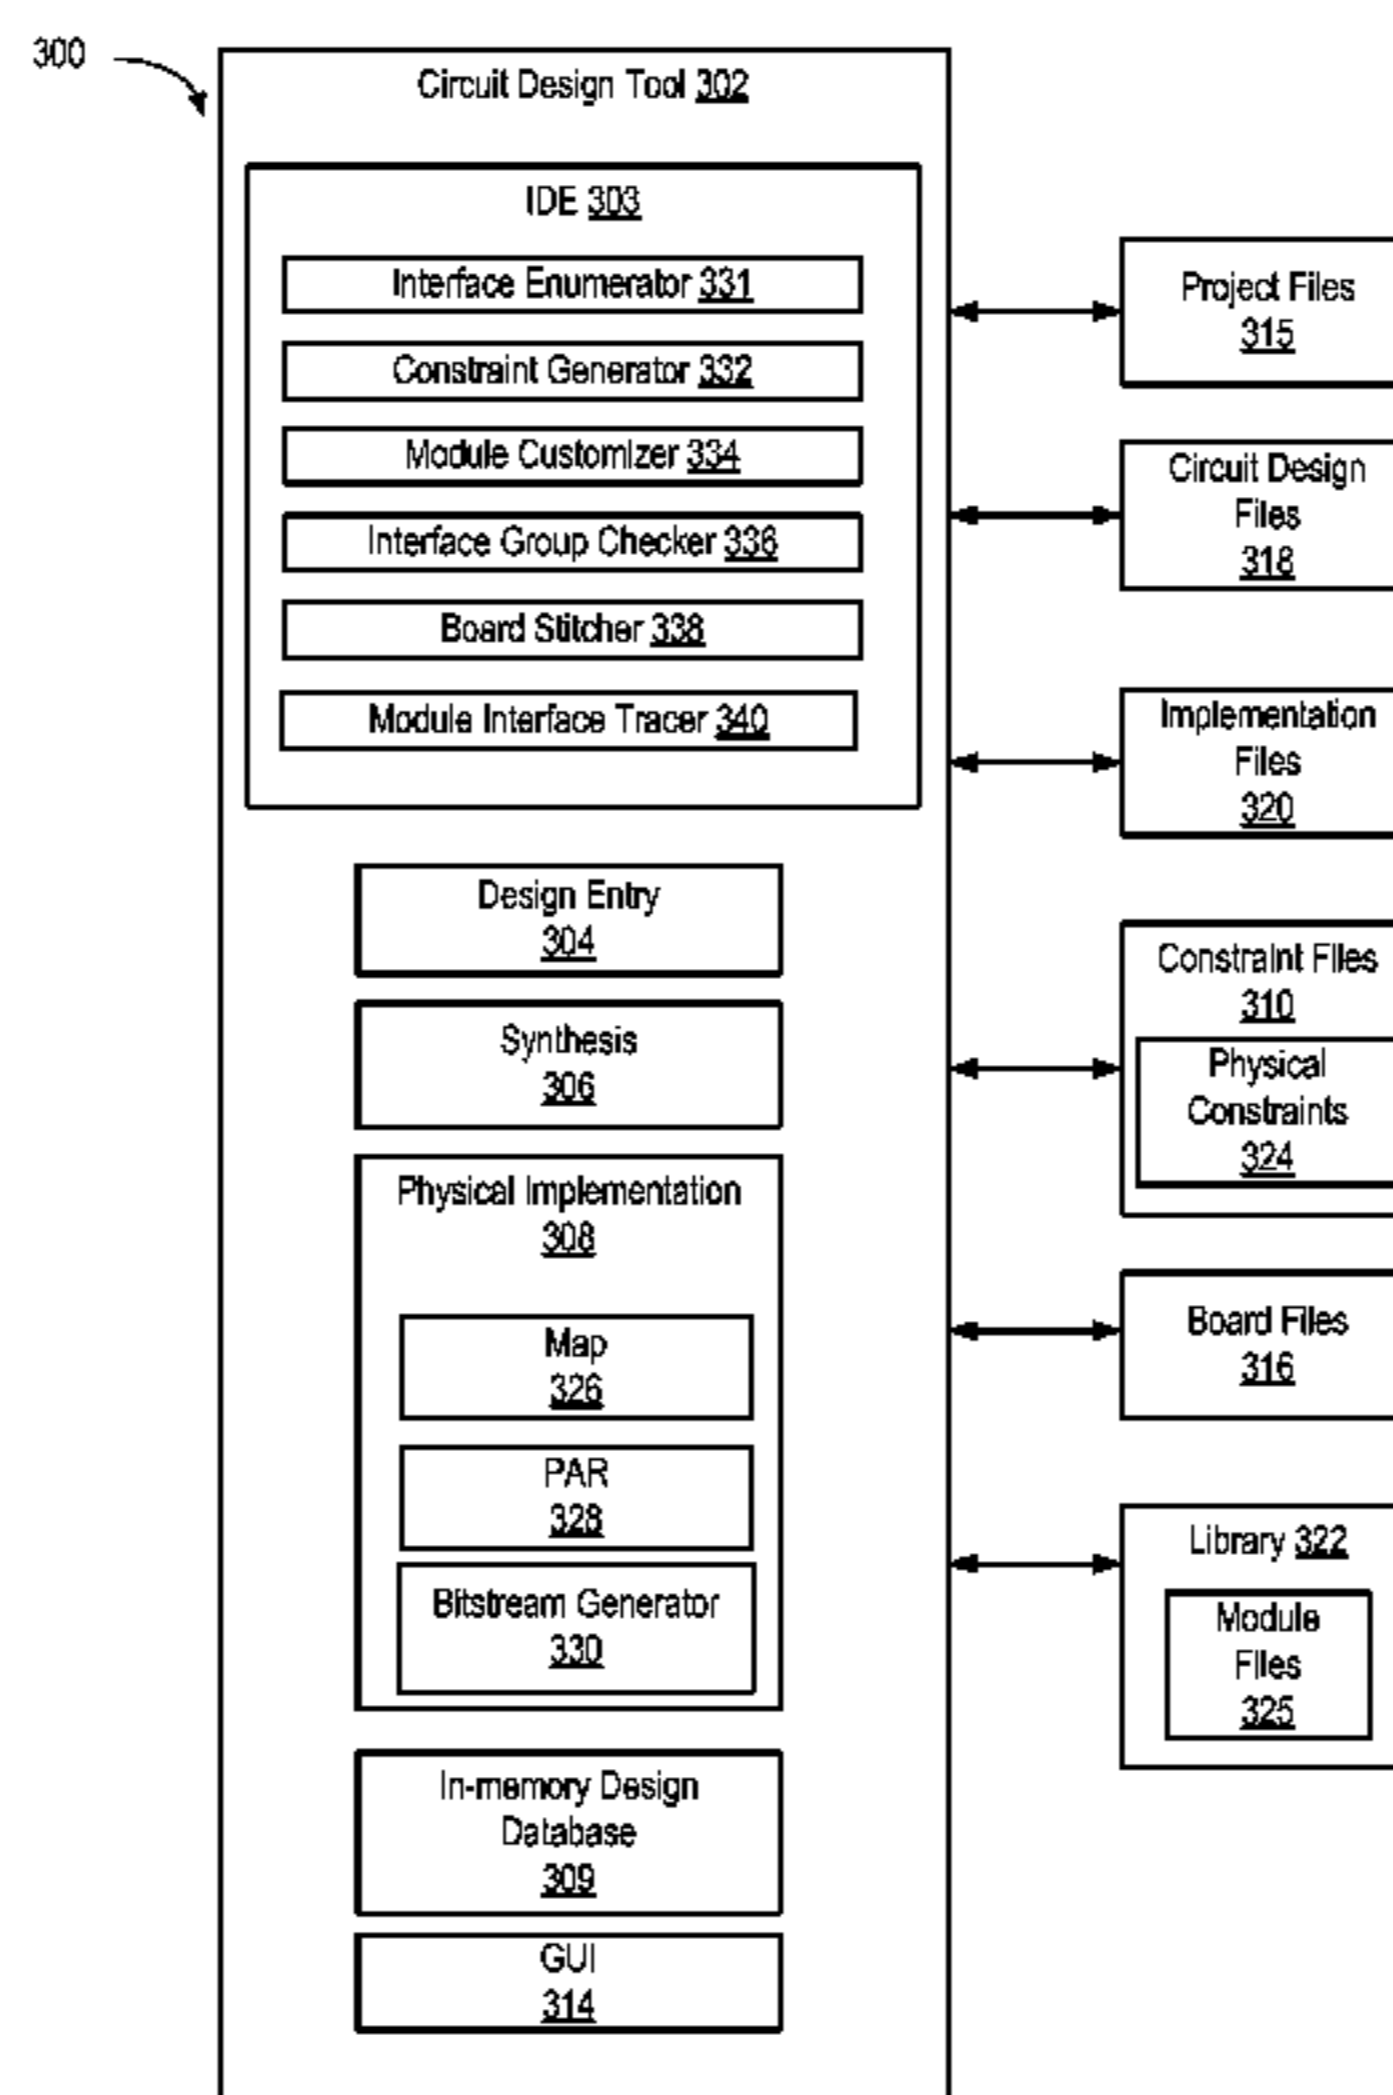 300
Circuit Design Tool 302
IDE 303
Interface Enumerator 331
Constraint Generator 332
Module Customizer 334
Interface Group Checker 336
Board Stitcher 338
Module Interface Tracer 340
Design Entry
304
Synthesis
306
Physical Implementation
308
Map
326
PAR
328
Bitstream Generator
330
In-memory Design
Database
309
GUI
314
Project Files
315
Circuit Design
Files
318
Implementation
Files
320
Constraint Files
310
Physical
Constraints
324
Board Files
316
Library 322
Module
Files
325